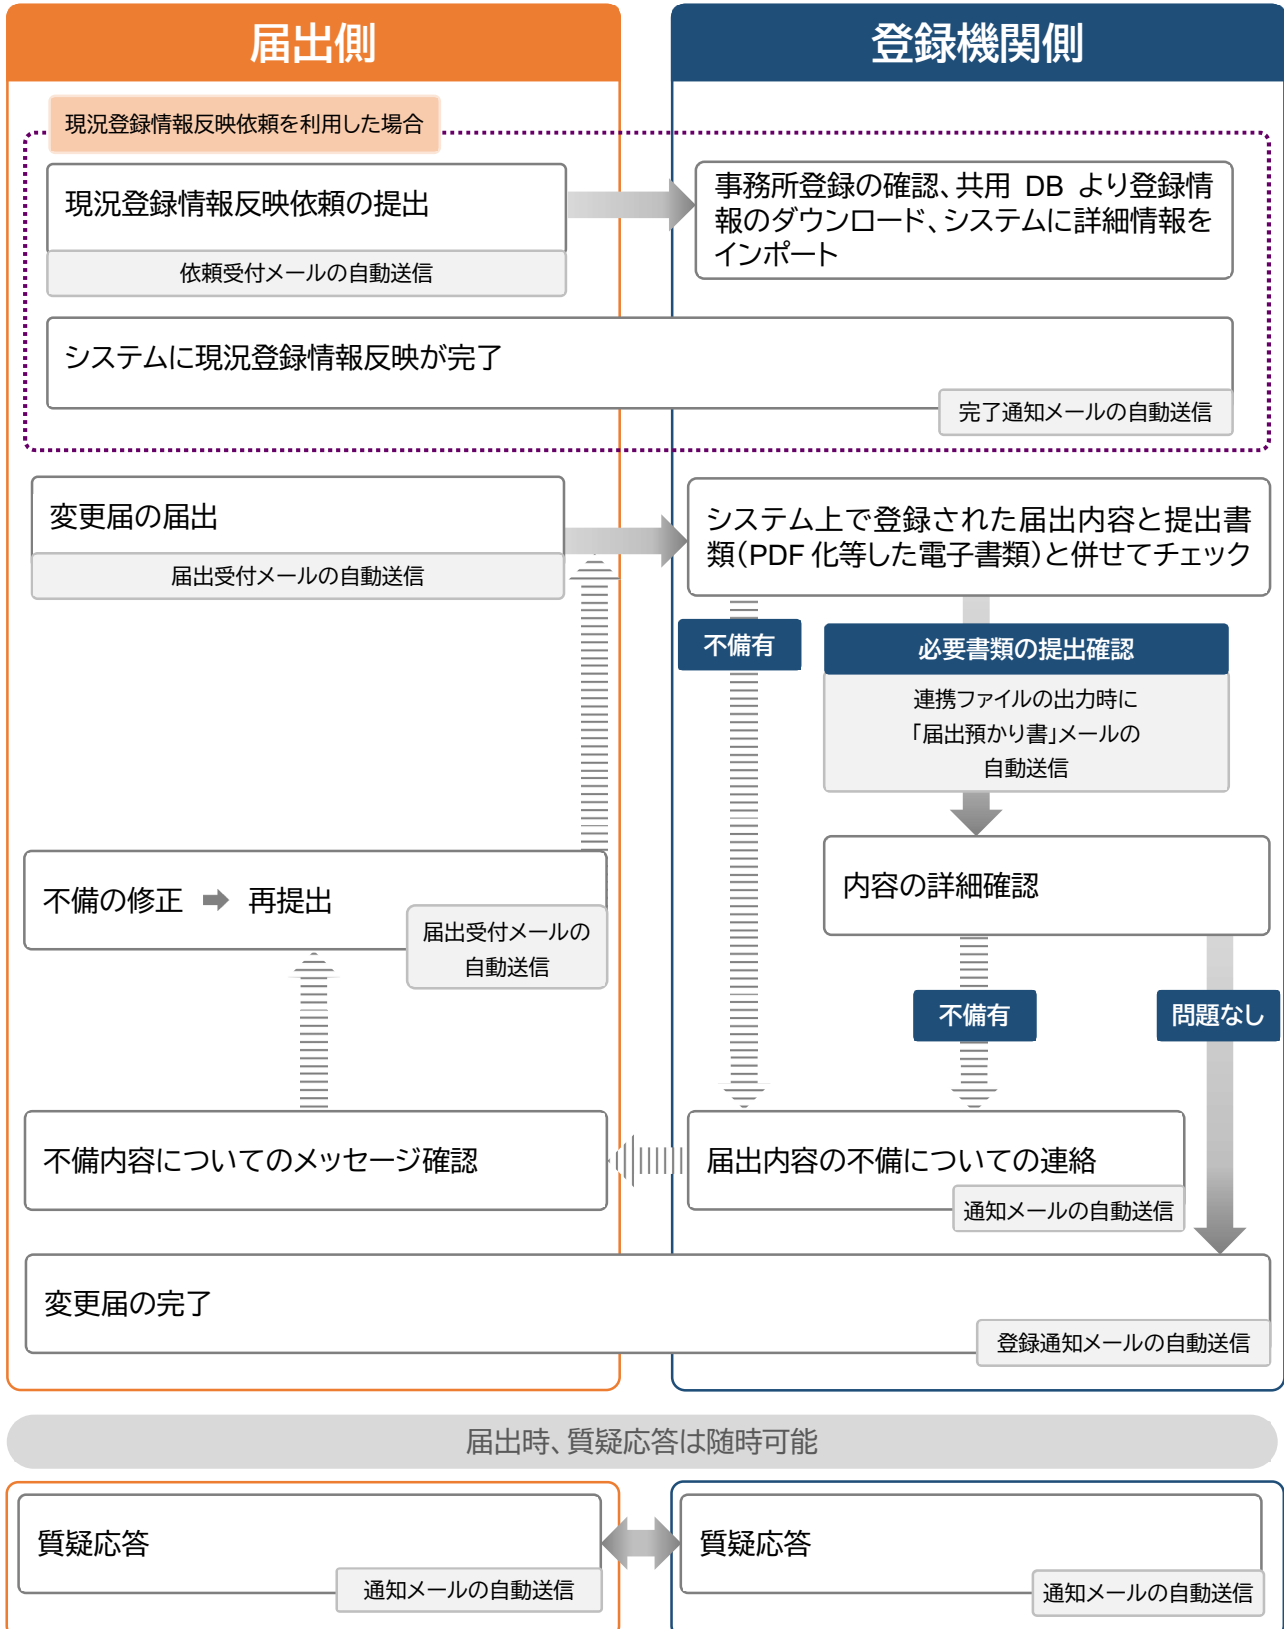 届出側
登録機関側
現況登録情報反映依頼を利用した場合
現況登録情報反映依頼の提出
依頼受付メールの自動送信
事務所登録の確認、共用 DB より登録情
報のダウンロード、システムに詳細情報を
インポート
システムに現況登録情報反映が完了
完了通知メールの自動送信
変更届の届出
届出受付メールの自動送信
システム上で登録された届出内容と提出書
類（PDF 化等した電子書類）と併せてチェック
不備有
必要書類の提出確認
連携ファイルの出力時に
「届出預かり書」メールの
自動送信
内容の詳細確認
不備の修正 ➡ 再提出
届出受付メールの
自動送信
不備有
問題なし
不備内容についてのメッセージ確認
届出内容の不備についての連絡
通知メールの自動送信
変更届の完了
登録通知メールの自動送信
届出時、質疑応答は随時可能
質疑応答
通知メールの自動送信
質疑応答
通知メールの自動送信